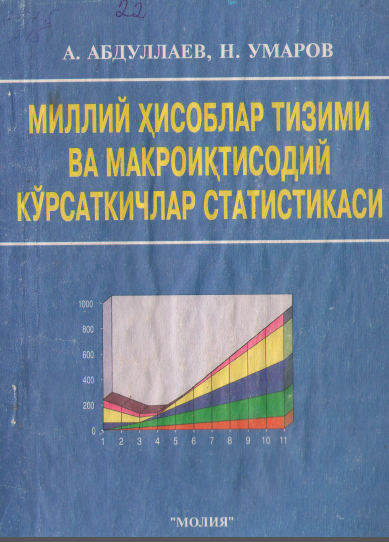 22
А. АБДУЛЛАЕВ, Н. УМАРОВ
МИЛЛИЙ ҲИСОБЛАР ТИЗИМИ
ВА МАКРОИҚТИСОДИЙ
КЎРСАТКИЧЛАР СТАТИСТИКАСИ
1000
800
600
400
200
0
1 2 3 4 5 6 7 8 9 10 11
"МОЛИЯ"